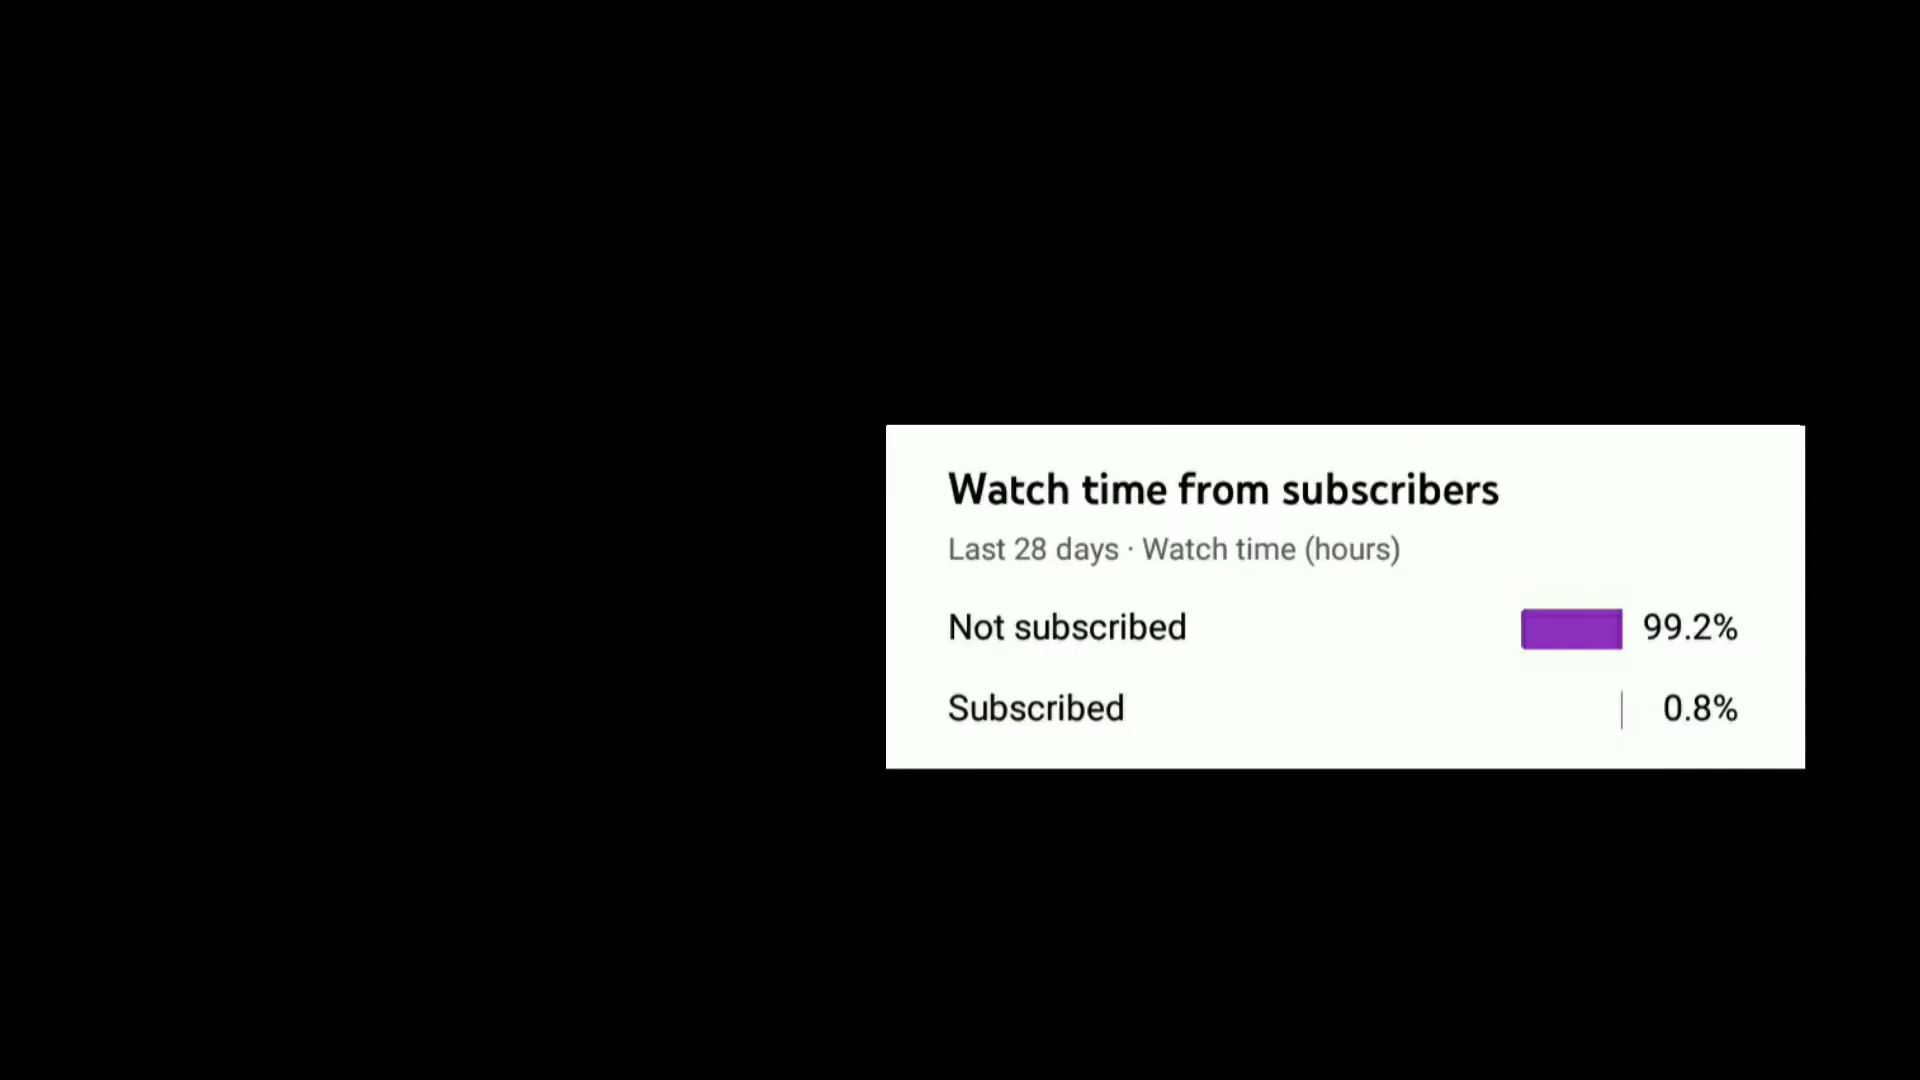 Watch time from subscribers
Last 28 days · Watch time (hours)
Not subscribed 99.2%
Subscribed 0.8%